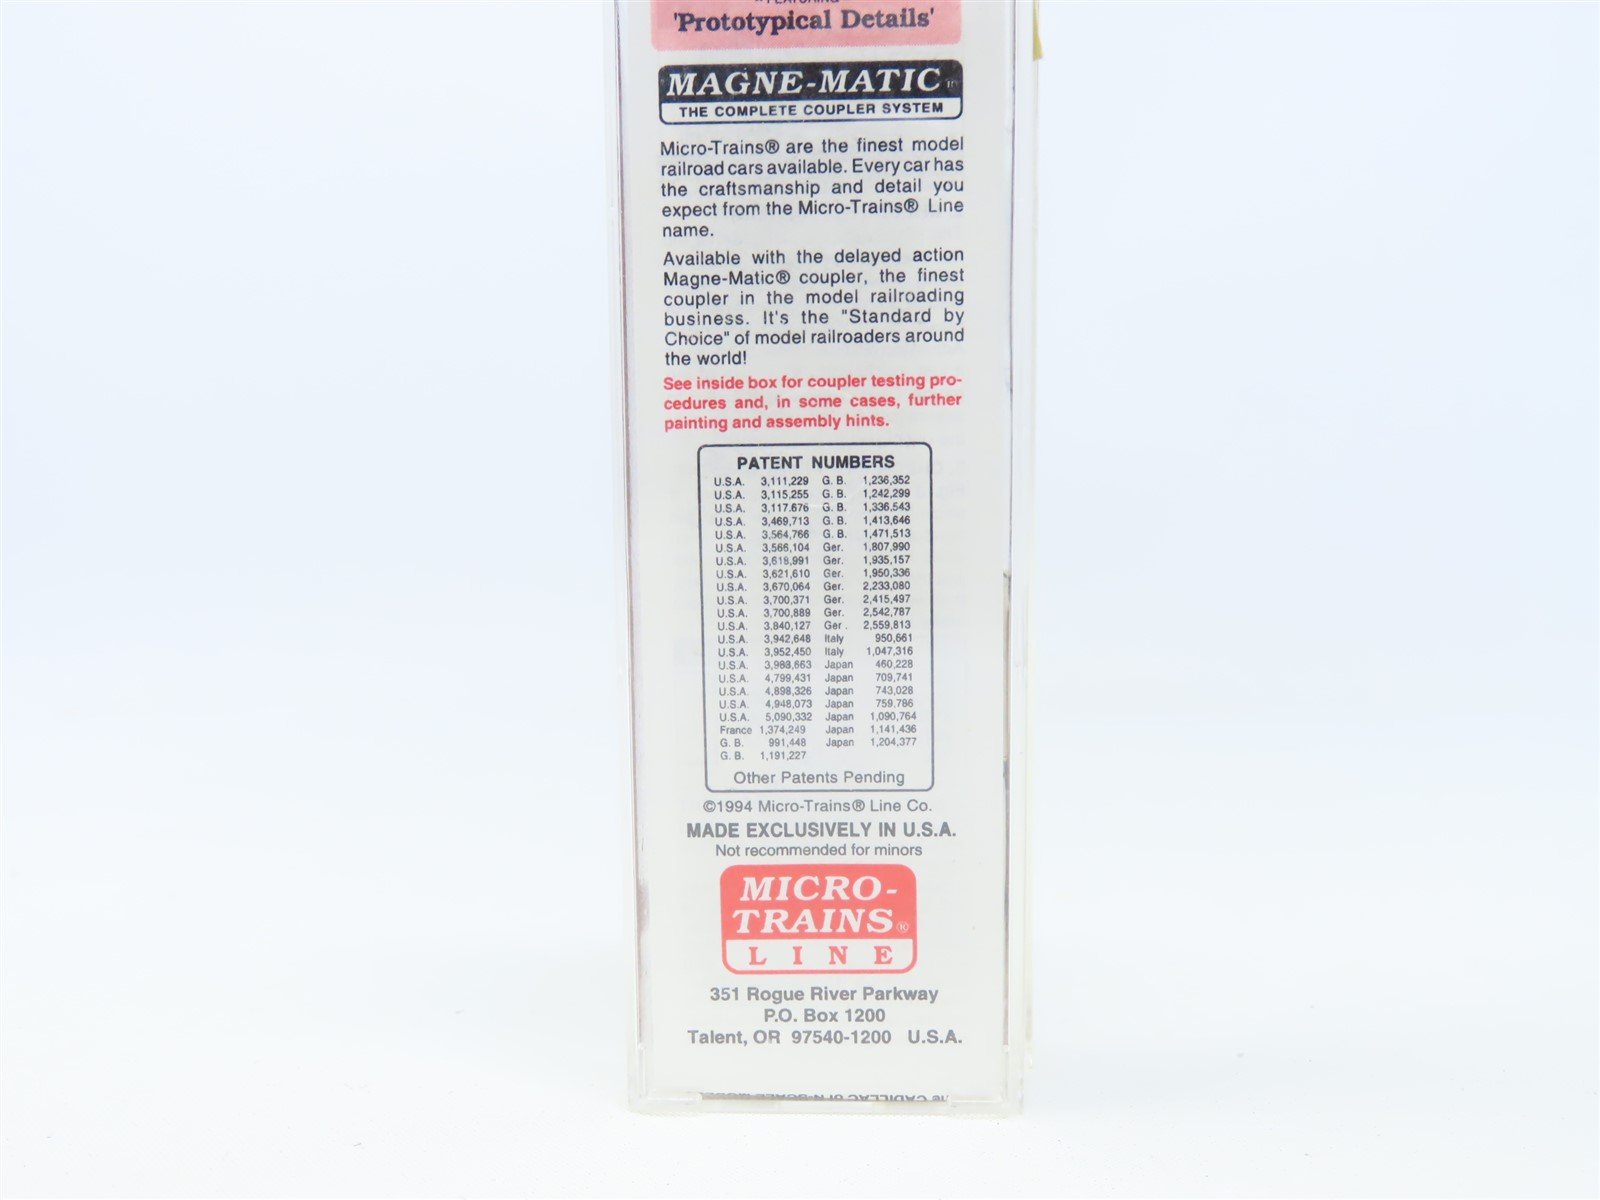 FEATURING
'Prototypical Details'
MAGNE-MATIC
THE COMPLETE COUPLER SYSTEM
Micro-Trains® are the finest model
railroad cars available. Every car has
the craftsmanship and detail you
expect from the Micro-Trains® Line
name.
Available with the delayed action
Magne-Matic® coupler, the finest
coupler in the model railroading
business. It's the "Standard by
Choice" of model railroaders around
the world!
See inside box for coupler testing pro-
cedures and, in some cases, further
painting and assembly hints.
PATENT NUMBERS
U.S.A. 3,111,229 G. B. 1,236,352
U.S.A. 3,115,255 G. B. 1,242,299
U.S.A. 3,117.676 G. B. 1,336,543
U.S.A. 3,469,713 G. B. 1,413,646
U.S.A. 3,564,766 G. B. 1,471,513
U.S.A. 3,566,104 Ger. 1,807,990
U.S.A. 3,618,991 Ger. 1,935,157
U.S.A. 3,621,610 Ger. 1,950,336
U.S.A. 3,670,064 Ger. 2,233,080
U.S.A. 3,700,371 Ger. 2,415,497
U.S.A. 3,700,889 Ger. 2,542,787
U.S.A. 3,840,127 Ger . 2,559,813
U.S.A. 3,942,648 Italy 950,661
U.S.A. 3,952,450 Italy 1,047,316
U.S.A. 3,988,663 Japan 460,228
U.S.A. 4,799,431 Japan 709,741
U.S.A. 4,898,326 Japan 743,028
U.S.A. 4,948,073 Japan 759,786
U.S.A. 5,090,332 Japan 1,090,764
France 1,374,249 Japan 1,141,436
G. B. 991,448 Japan 1,204,377
G. B. 1,191,227
Other Patents Pending
©1994 Micro-Trains® Line Co.
MADE EXCLUSIVELY IN U.S.A.
Not recommended for minors
MICRO-
TRAINS®
LINE
351 Rogue River Parkway
P.O. Box 1200
Talent, OR 97540-1200 U.S.A.
CADILLAC